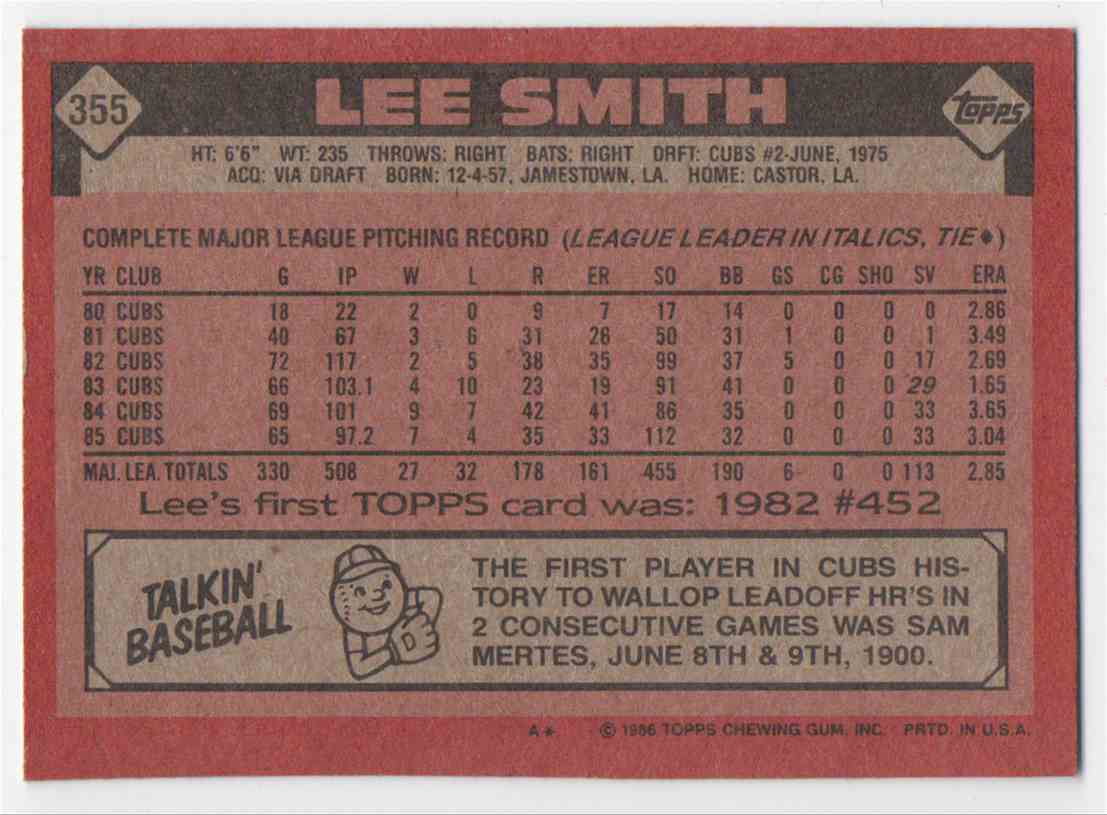 355 LEE SMITH topps
HT: 6'6" WT: 235 THROWS: RIGHT BATS: RIGHT DRFT: CUBS #2-JUNE, 1975
ACQ: VIA DRAFT BORN: 12-4-57, JAMESTOWN, LA. HOME: CASTOR, LA.
COMPLETE MAJOR LEAGUE PITCHING RECORD (LEAGUE LEADER IN ITALICS, TIE♦)
YR CLUB G IP W L R ER SO BB GS CG SHO SV ERA
80 CUBS 18 22 2 0 9 7 17 14 0 0 0 0 2.86
81 CUBS 40 67 3 6 31 26 50 31 1 0 0 1 3.49
82 CUBS 72 117 2 5 38 35 99 37 5 0 0 17 2.69
83 CUBS 66 103.1 4 10 23 19 91 41 0 0 0 29 1.65
84 CUBS 69 101 9 7 42 41 86 35 0 0 0 33 3.65
85 CUBS 65 97.2 7 4 35 33 112 32 0 0 0 33 3.04
MAJ. LEA. TOTALS 330 508 27 32 178 161 455 190 6 0 0 113 2.85
Lee's first TOPPS card was: 1982 #452
TALKIN'
BASEBALL
THE FIRST PLAYER IN CUBS HIS-
TORY TO WALLOP LEADOFF HR'S IN
2 CONSECUTIVE GAMES WAS SAM
MERTES, JUNE 8TH & 9TH, 1900.
A* © 1986 TOPPS CHEWING GUM, INC. PRTD. IN U.S.A.